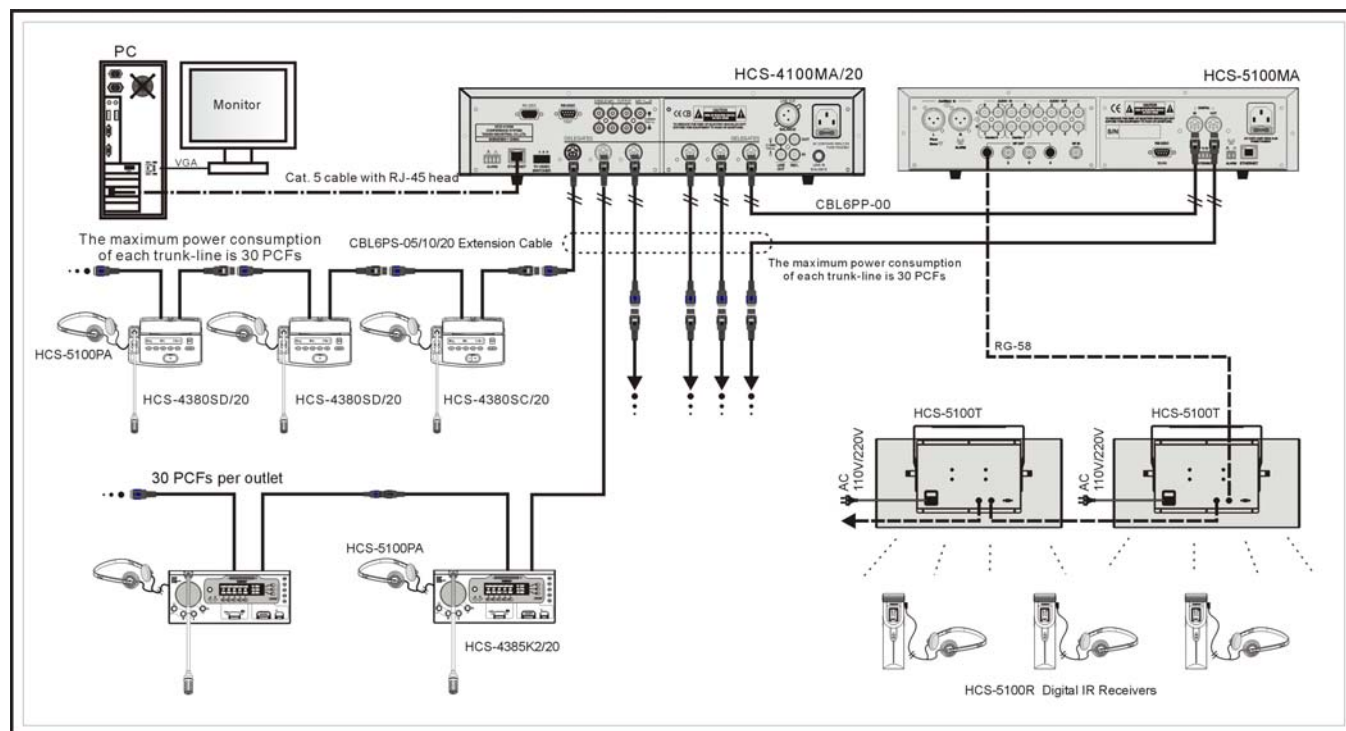 PC
HCS-4100MA/20
HCS-5100MA
Monitor
VGA
Cat. 5 cable with RJ-45 head
DELEGATES
DELEGATES
CBL6PP-00
The maximum power consumption
of each trunk-line is 30 PCFs
CBL6PS-05/10/20 Extension Cable
The maximum power consumption
of each trunk-line is 30 PCFs
HCS-5100PA
HCS-4380SD/20
HCS-4380SD/20
HCS-4380SC/20
RG-58
HCS-5100T
HCS-5100T
AC
110V/220V
AC
110V/220V
30 PCFs per outlet
HCS-5100PA
HCS-4385K2/20
HCS-5100R Digital IR Receivers